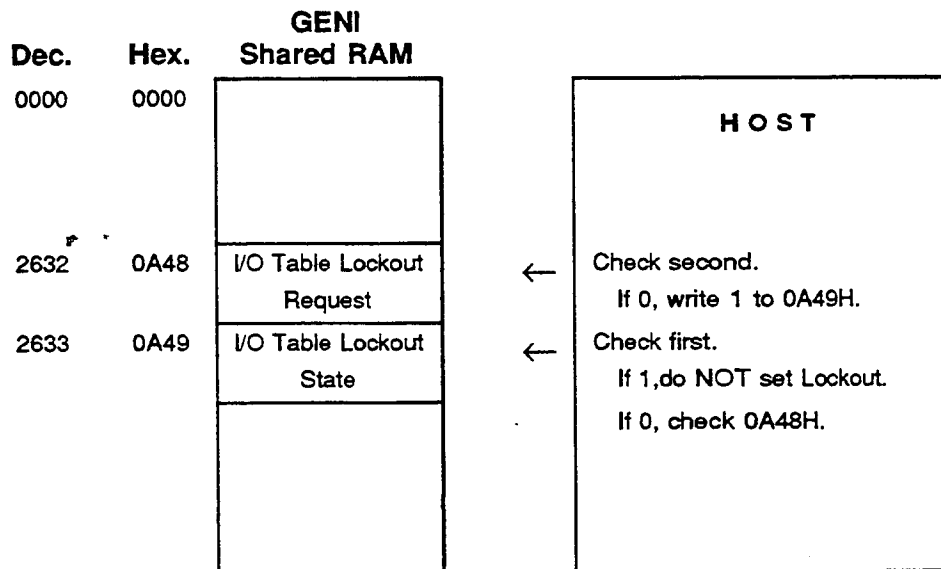 GENI
Dec. Hex. Shared RAM
0000 0000
HOST
2632 0A48 I/O Table Lockout Check second.
Request If 0, write 1 to 0A49H.
2633 0A49 I/O Table Lockout Check first.
State If 1,do NOT set Lockout.
If 0, check 0A48H.